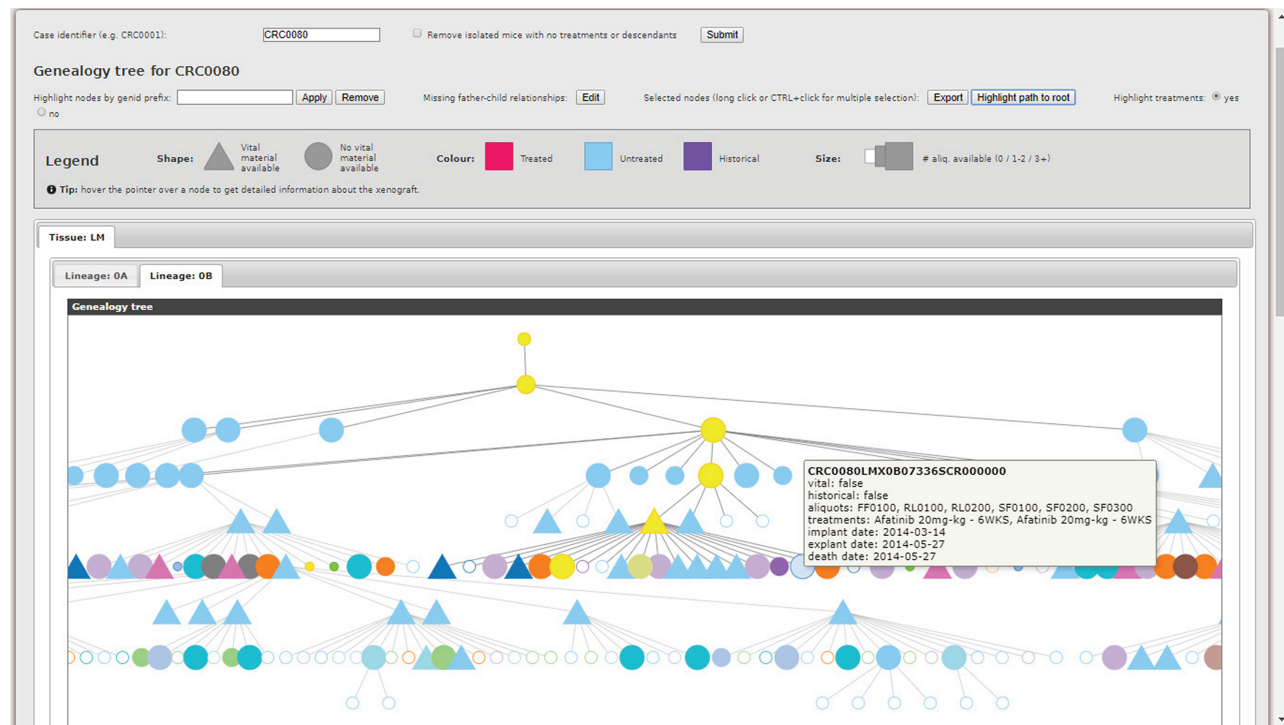 Case identifier (e.g. CRC0001): CRC0080 Remove isolated mice with no treatments or descendants Submit
Genealogy tree for CRC0080
Highlight nodes by genid prefix: Apply Remove Missing father-child relationships: Edit Selected nodes (long click or CTRL+click for multiple selection): Export Highlight path to root Highlight treatments: yes
no
Legend Shape: Vital material available No vital material available Colour: Treated Untreated Historical Size: # aliq. available (0 / 1-2 / 3+)
Tip: hover the pointer over a node to get detailed information about the xenograft.
Tissue: LM
Lineage: 0A Lineage: 0B
Genealogy tree
CRC0080LMX0B07336SCR000000
vital: false
historical: false
aliquots: FF0100, RL0100, RL0200, SF0100, SF0200, SF0300
treatments: Afatinib 20mg-kg - 6WKS, Afatinib 20mg-kg - 6WKS
implant date: 2014-03-14
explant date: 2014-05-27
death date: 2014-05-27